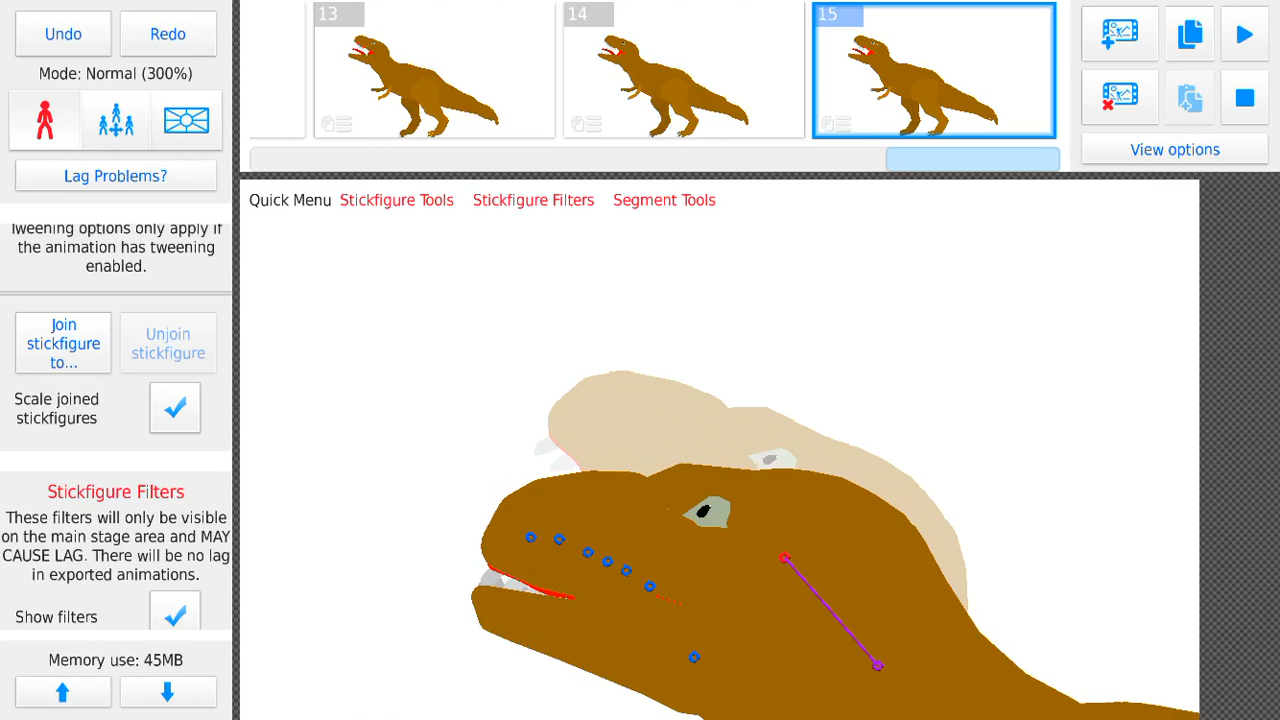 Undo
Redo
Mode: Normal (300%)
Lag Problems?
Tweening options only apply if
the animation has tweening
enabled.
Join
stickfigure
to...
Unjoin
stickfigure
Scale joined
stickfigures
Stickfigure Filters
These filters will only be visible
on the main stage area and MAY
CAUSE LAG. There will be no lag
in exported animations.
Show filters
Memory use: 45MB
13
14
15
View options
Quick Menu Stickfigure Tools Stickfigure Filters Segment Tools